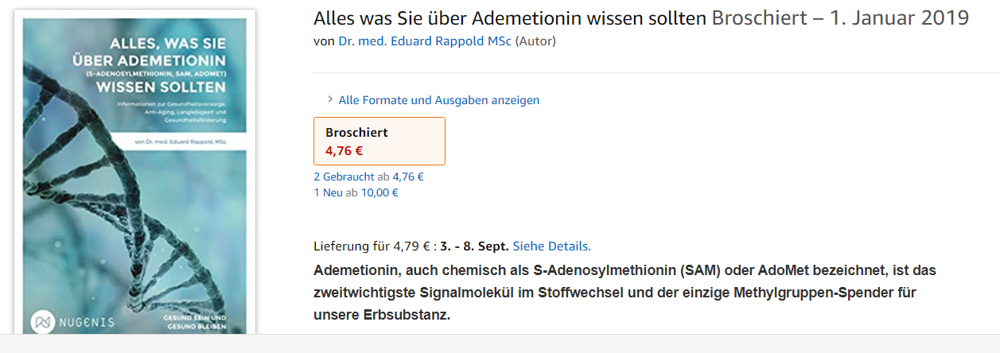 ALLES, WAS SIE
ÜBER ADEMETIONIN
(S-ADENOSYLMETHIONIN, SAM, ADOMET)
WISSEN SOLLTEN
Informationen zur Gesundheitsvorsorge,
Anti-Aging, Langlebigkeit und
Gesundheitsförderung
von Dr. med. Eduard Rappold, MSc
NUGENIS
GESUND SEIN UND
GESUND BLEIBEN
Alles was Sie über Ademetionin wissen sollten Broschiert – 1. Januar 2019
von Dr. med. Eduard Rappold MSc (Autor)
› Alle Formate und Ausgaben anzeigen
Broschiert
4,76 €
2 Gebraucht ab 4,76 €
1 Neu ab 10,00 €
Lieferung für 4,79 € : 3. - 8. Sept. Siehe Details.
Ademetionin, auch chemisch als S-Adenosylmethionin (SAM) oder AdoMet bezeichnet, ist das
zweitwichtigste Signalmolekül im Stoffwechsel und der einzige Methylgruppen-Spender für
unsere Erbsubstanz.